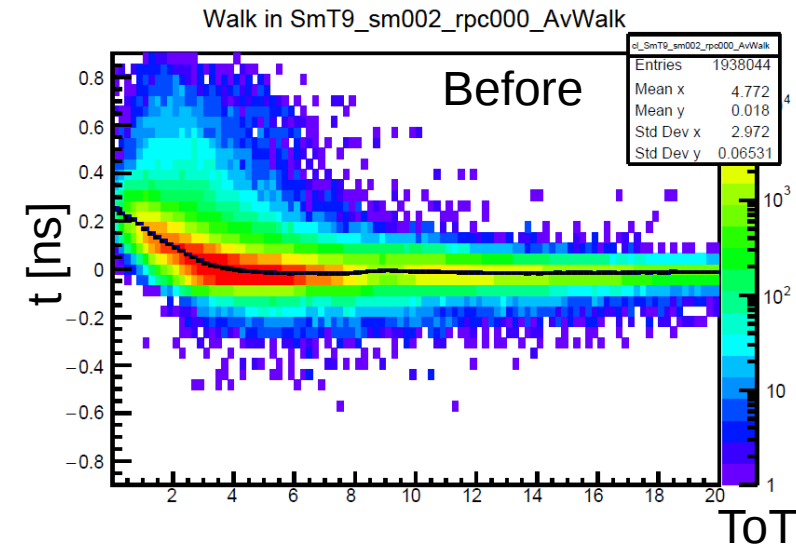 Walk in SmT9_sm002_rpc000_AvWalk
cl_SmT9_sm002_rpc000_AvWalk
Entries 1938044
Mean x 4.772
Mean y 0.018
Std Dev x 2.972
Std Dev y 0.06531
Before
t [ns]
0.8
0.6
0.4
0.2
0
−0.2
−0.4
−0.6
−0.8
2 4 6 8 10 12 14 16 18 20
ToT
4
10³
10²
10
1